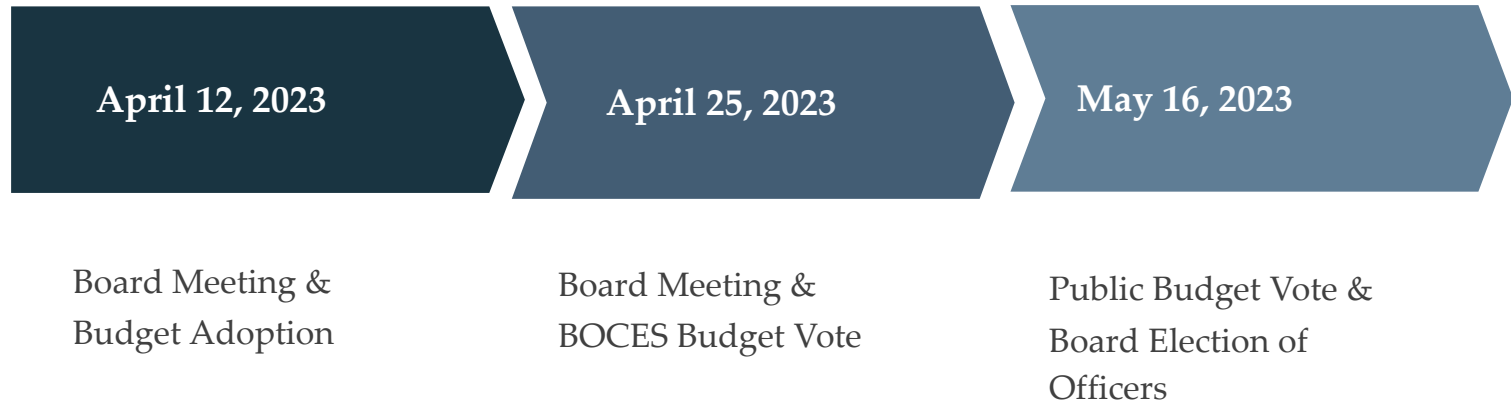 April 12, 2023
April 25, 2023
May 16, 2023
Board Meeting &
Budget Adoption
Board Meeting &
BOCES Budget Vote
Public Budget Vote &
Board Election of
Officers